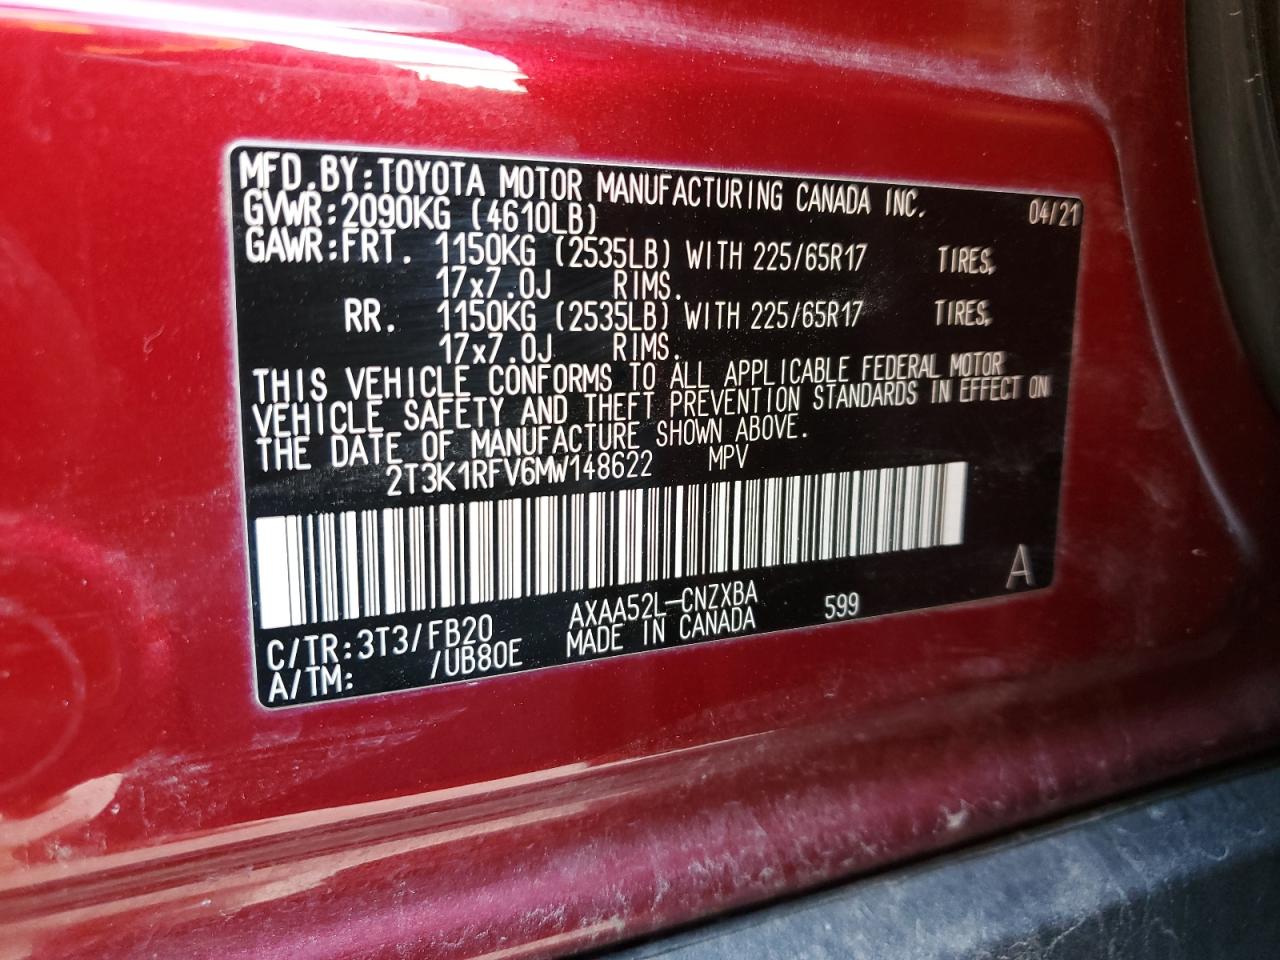 MFD.BY:TOYOTA MOTOR MANUFACTURING CANADA INC. 04/21
GVWR:2090KG (4610LB)
GAWR:FRT. 1150KG (2535LB) WITH 225/65R17 TIRES,
17x7.0J RIMS.
RR. 1150KG (2535LB) WITH 225/65R17 TIRES,
17x7.0J RIMS.
THIS VEHICLE CONFORMS TO ALL APPLICABLE FEDERAL MOTOR
VEHICLE SAFETY AND THEFT PREVENTION STANDARDS IN EFFECT ON
THE DATE OF MANUFACTURE SHOWN ABOVE.
2T3K1RFV6MW148622 MPV
A
C/TR:3T3/FB20 AXAA52L-CNZXBA 599
A/TM: /UB80E MADE IN CANADA